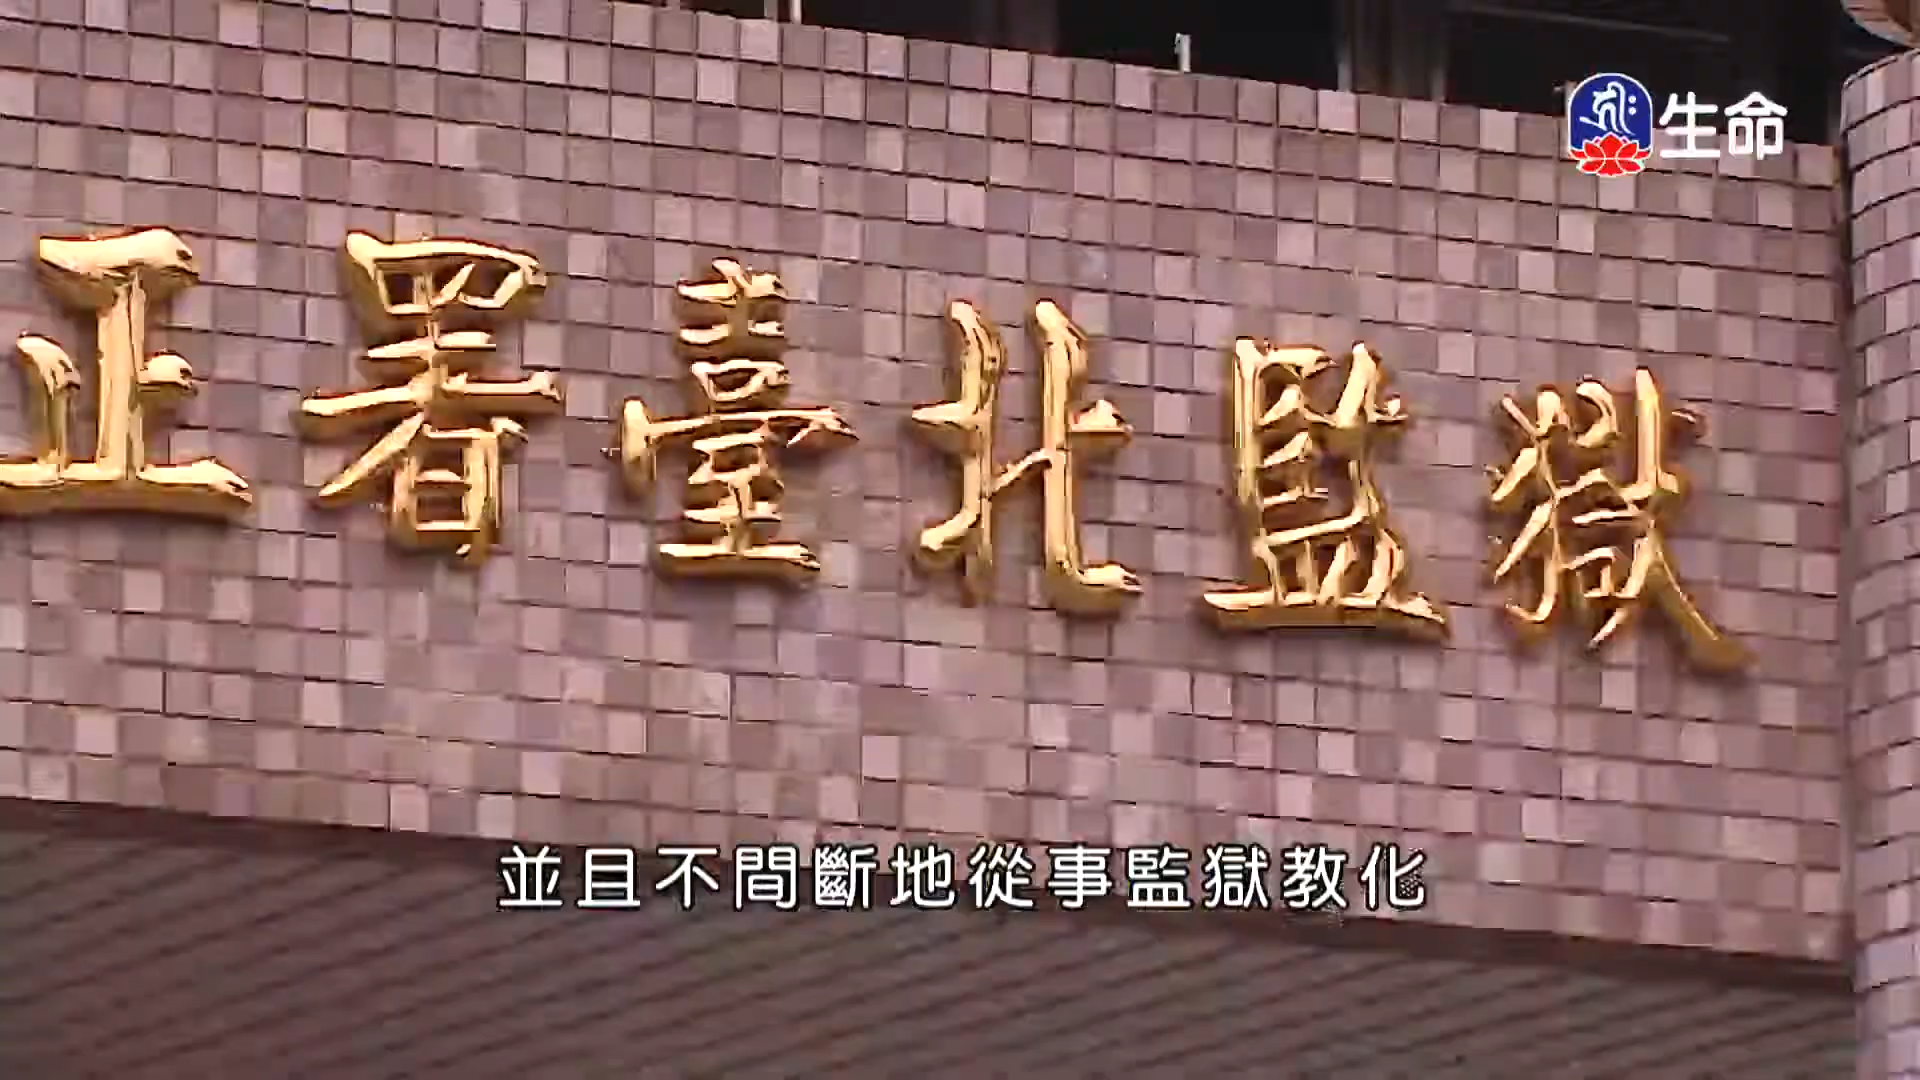 生命
正署臺北監獄
並且不間斷地從事監獄教化